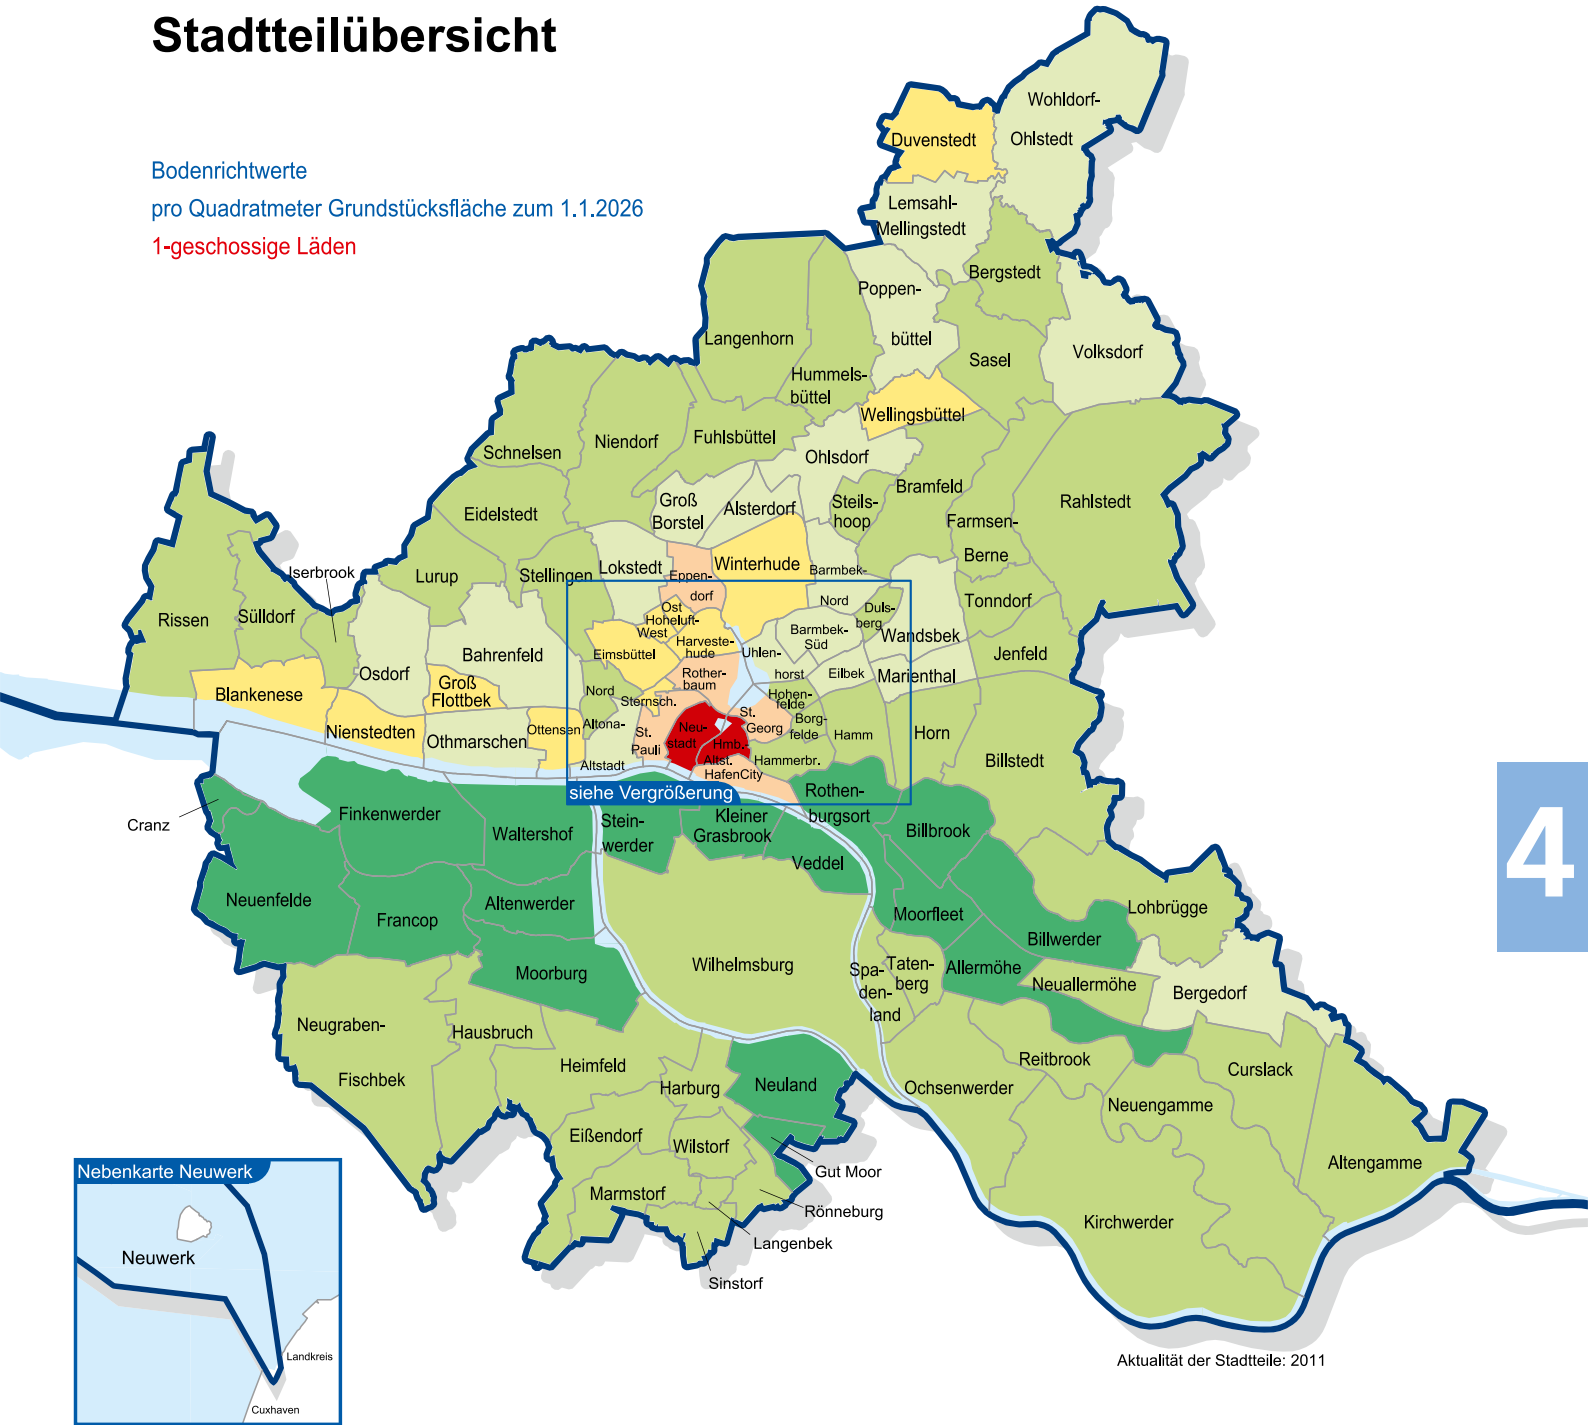 Stadtteilübersicht
Bodenrichtwerte
pro Quadratmeter Grundstücksfläche zum 1.1.2026
1-geschossige Läden
Wohldorf-
Ohlstedt
Duvenstedt
Lemsahl-
Mellingstedt
Bergstedt
Poppen-
büttel
Langenhorn
Hummels-
büttel
Sasel
Volksdorf
Wellingsbüttel
Schnelsen
Niendorf
Fuhlsbüttel
Ohlsdorf
Bramfeld
Rahlstedt
Eidelstedt
Groß
Borstel
Alsterdorf
Steils-
hoop
Farmsen-
Berne
Iserbrook
Lurup
Stellingen
Lokstedt
Eppen-
dorf
Winterhude
Barmbek-
Nord
Rissen
Sülldorf
Ost
Hoheluft-
West
Duls-
berg
Tonndorf
Wandsbek
Barmbek-
Süd
Harveste-
hude
Eimsbüttel
Bahrenfeld
Osdorf
Uhlen-
horst
Eilbek
Marienthal
Jenfeld
Rother-
baum
Blankenese
Groß
Flottbek
Nord
Sternsch.
Hohen-
felde
Nienstedten
Othmarschen
Ottensen
Altona-
Altstadt
St.
Pauli
Neu-
stadt
Hmb.-
Altst.
St.
Georg
Borg-
felde
Hamm
Horn
Billstedt
Hammerbr.
HafenCity
siehe Vergrößerung
Rothen-
burgsort
Cranz
Finkenwerder
Waltershof
Stein-
werder
Kleiner
Grasbrook
Billbrook
Veddel
4
Neuenfelde
Francop
Altenwerder
Moorfleet
Lohbrügge
Billwerder
Moorburg
Wilhelmsburg
Spa-
den-
land
Taten-
berg
Allermöhe
Neuallermöhe
Bergedorf
Neugraben-
Fischbek
Hausbruch
Heimfeld
Harburg
Neuland
Ochsenwerder
Reitbrook
Curslack
Neuengamme
Eißendorf
Wilstorf
Gut Moor
Altengamme
Marmstorf
Rönneburg
Kirchwerder
Langenbek
Sinstorf
Nebenkarte Neuwerk
Neuwerk
Landkreis
Cuxhaven
Aktualität der Stadtteile: 2011